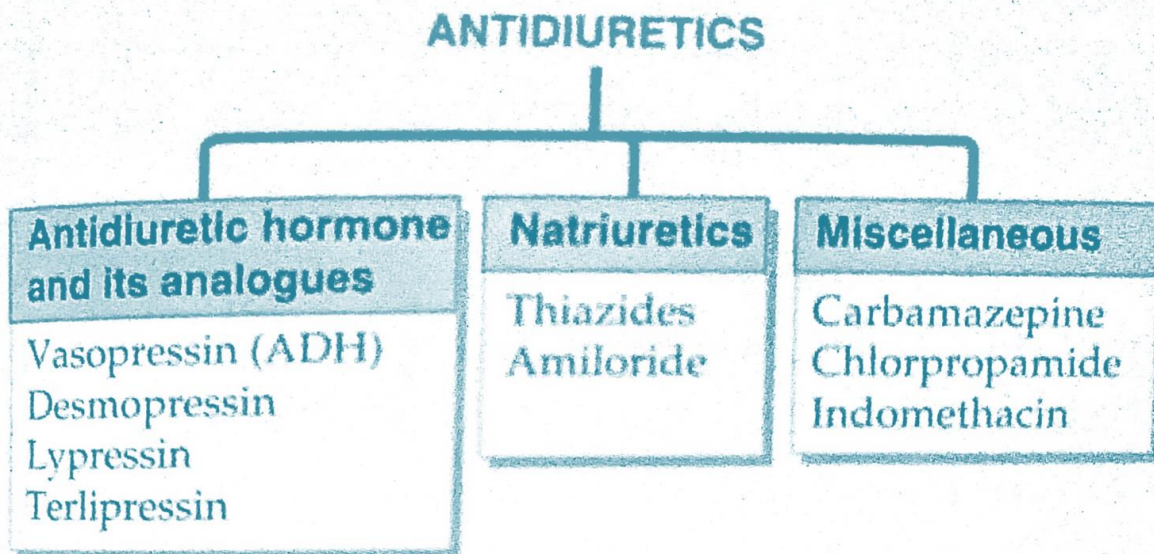 ANTIDIURETICS
Antidiuretic hormone
and its analogues
Vasopressin (ADH)
Desmopressin
Lypressin
Terlipressin
Natriuretics
Thiazides
Amiloride
Miscellaneous
Carbamazepine
Chlorpropamide
Indomethacin